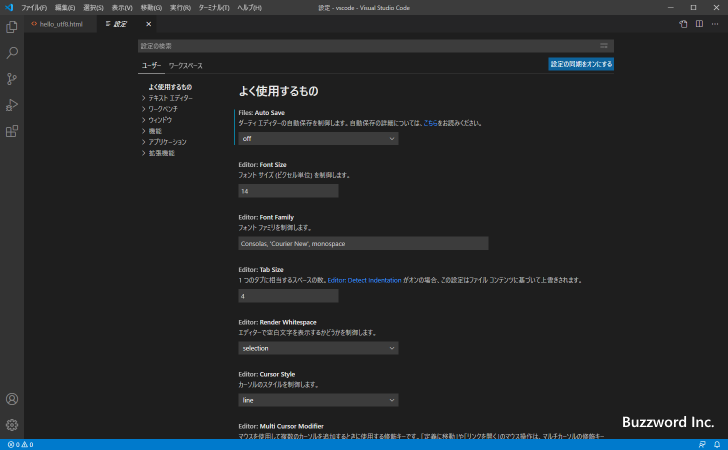 ファイル(F) 編集(E) 選択(S) 表示(V) 移動(G) 実行(R) ターミナル(T) ヘルプ(H) 設定 - vscode - Visual Studio Code
<> hello_utf8.html 設定
設定の検索
ユーザー ワークスペース 設定の同期をオンにする
よく使用するもの
テキスト エディター
ワークベンチ
ウィンドウ
機能
アプリケーション
拡張機能
よく使用するもの
Files: Auto Save
ダーティ エディターの自動保存を制御します。自動保存の詳細については、こちらをお読みください。
off
Editor: Font Size
フォント サイズ (ピクセル単位) を制御します。
14
Editor: Font Family
フォント ファミリを制御します。
Consolas, 'Courier New', monospace
Editor: Tab Size
1 つのタブに相当するスペースの数。Editor: Detect Indentation がオンの場合、この設定はファイル コンテンツに基づいて上書きされます。
4
Editor: Render Whitespace
エディターで空白文字を表示するかどうかを制御します。
selection
Editor: Cursor Style
カーソルのスタイルを制御します。
line
Editor: Multi Cursor Modifier
マウスを使用して複数のカーソルを追加するときに使用する修飾キーです。「定義に移動」や「リンクを開く」のマウス操作は、マルチカーソルの修飾キー
Buzzword Inc.
0 0